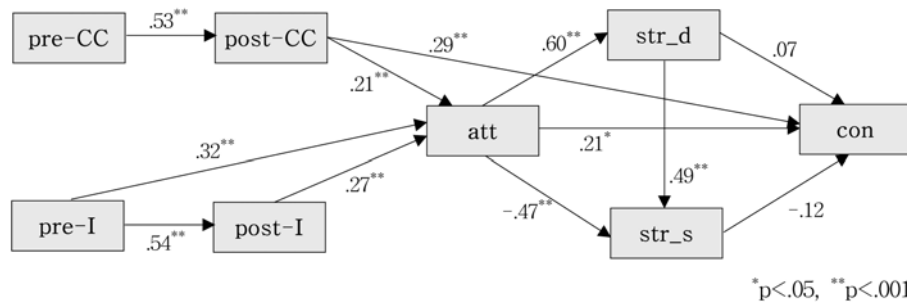 pre-CC
.53**
post-CC
.21**
.29**
.60**
str_d
.07
att
.21*
con
.32**
.27**
-.47**
.49**
-.12
pre-I
.54**
post-I
str_s
*p<.05, **p<.001